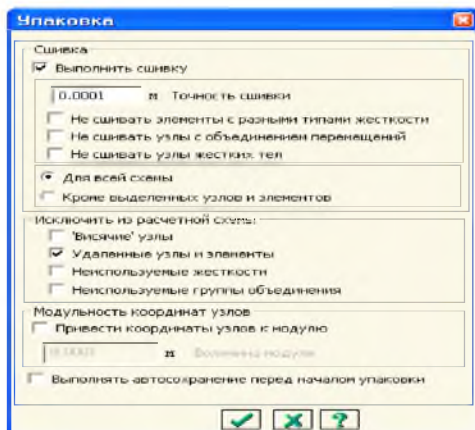 Упаковка
Сшивка
Выполнить сшивку
0.0001 м Точность сшивки
Не сшивать элементы с разными типами жесткости
Не сшивать узлы с объединением перемещений
Не сшивать узлы жестких тел
Для всей схемы
Кроме выделенных узлов и элементов
Исключить из расчетной схемы:
'Висячие' узлы
Удаленные узлы и элементы
Неиспользуемые жесткости
Неиспользуемые группы объединения
Модульность координат узлов
Привести координаты узлов к модулю
0.0001 м Величина модуля
Выполнять автосохранение перед началом упаковки
?